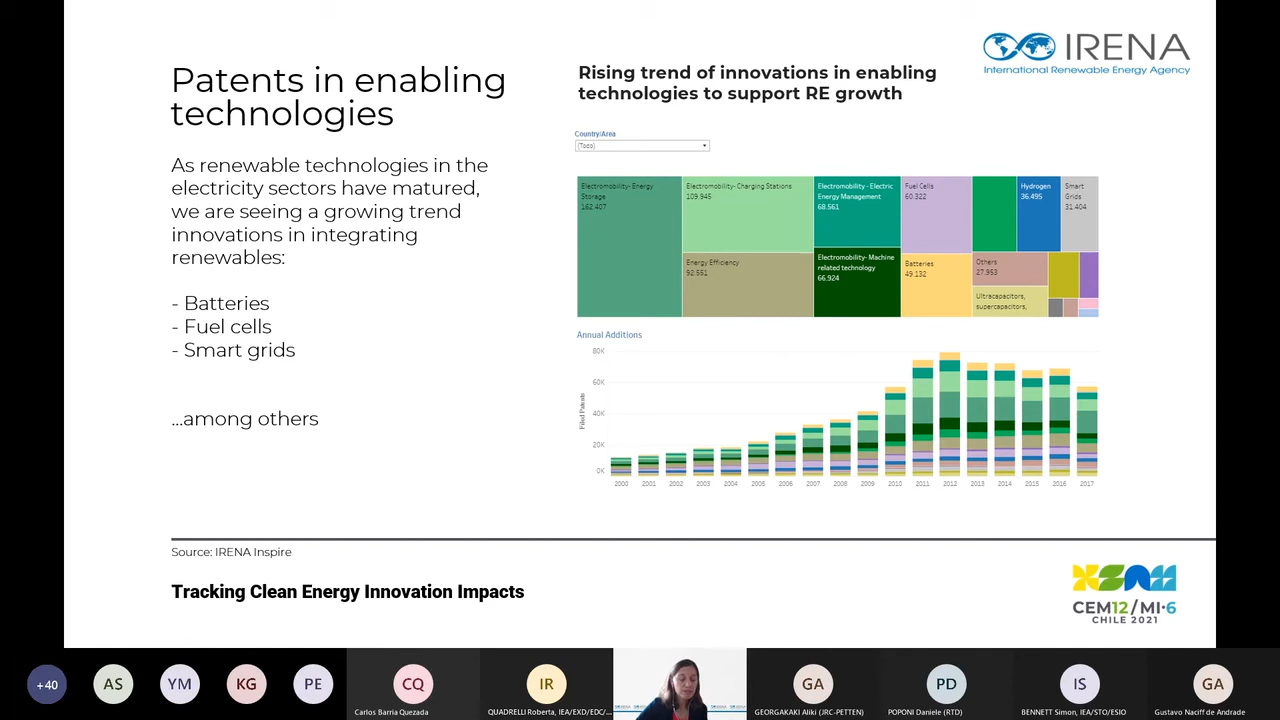 Patents in enabling
technologies
As renewable technologies in the
electricity sectors have matured,
we are seeing a growing trend
innovations in integrating
renewables:
- Batteries
- Fuel cells
- Smart grids
...among others
Rising trend of innovations in enabling
technologies to support RE growth
IRENA
International Renewable Energy Agency
Country/Area
(Todo)
Electromobility- Energy
Storage
162.407
Electromobility- Charging Stations
109.945
Energy Efficiency
92.551
Electromobility - Electric
Energy Management
68.561
Electromobility- Machine
related technology
66.924
Fuel Cells
60.322
Batteries
49.132
Hydrogen
36.495
Smart
Grids
31.404
Others
27.953
Ultracapacitors,
supercapacitors,
Annual Additions
Filed Patents
80K
60K
40K
20K
0K
2000 2001 2002 2003 2004 2005 2006 2007 2008 2009 2010 2011 2012 2013 2014 2015 2016 2017
Source: IRENA Inspire
Tracking Clean Energy Innovation Impacts
CEM12/MI·6
CHILE 2021
+40
AS
YM
KG
PE
CQ
Carlos Barria Quezada
IR
QUADRELLI Roberta, IEA/EXD/EDC/...
GA
GEORGAKAKI Aliki (JRC-PETTEN)
PD
POPONI Daniele (RTD)
IS
BENNETT Simon, IEA/STO/ESIO
GA
Gustavo Naciff de Andrade